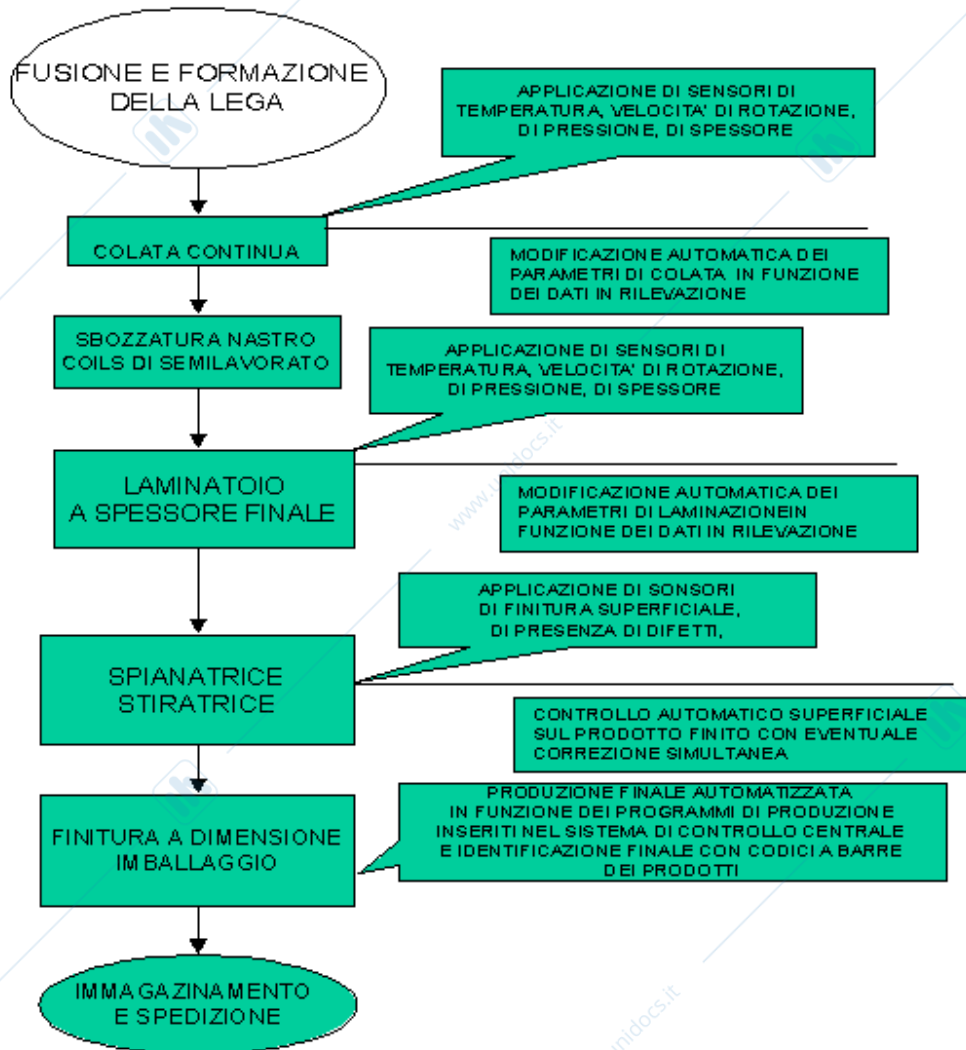 FUSIONE E FORMAZIONE
DELLA LEGA
APPLICAZIONE DI SENSORI DI
TEMPERATURA, VELOCITA' DI ROTAZIONE,
DI PRESSIONE, DI SPESSORE
COLATA CONTINUA
MODIFICAZIONE AUTOMATICA DEI
PARAMETRI DI COLATA IN FUNZIONE
DEI DATI IN RILEVAZIONE
SBOZZATURA NASTRO
COILS DI SEMILAVORATO
APPLICAZIONE DI SENSORI DI
TEMPERATURA, VELOCITA' DI ROTAZIONE,
DI PRESSIONE, DI SPESSORE
www.unidocs.it
LAMINATOIO
A SPESSORE FINALE
MODIFICAZIONE AUTOMATICA DEI
PARAMETRI DI LAMINAZIONEIN
FUNZIONE DEI DATI IN RILEVAZIONE
APPLICAZIONE DI SONSORI
DI FINITURA SUPERFICIALE,
DI PRESENZA DI DIFETTI,
SPIANATRICE
STIRATRICE
CONTROLLO AUTOMATICO SUPERFICIALE
SUL PRODOTTO FINITO CON EVENTUALE
CORREZIONE SIMULTANEA
FINITURA A DIMENSIONE
IMBALLAGGIO
PRODUZIONE FINALE AUTOMATIZZATA
IN FUNZIONE DEI PROGRAMMI DI PRODUZIONE
INSERITI NEL SISTEMA DI CONTROLLO CENTRALE
E IDENTIFICAZIONE FINALE CON CODICI A BARRE
DEI PRODOTTI
IMMAGAZINAMENTO
E SPEDIZIONE
unidocs.it